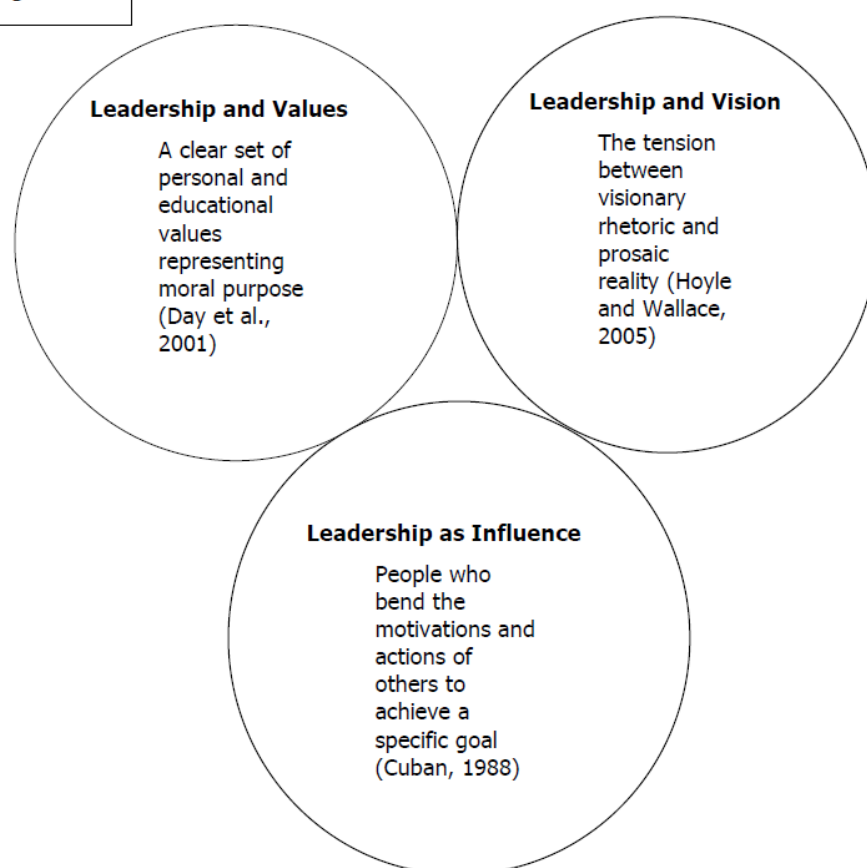 Leadership and Values
A clear set of
personal and
educational
values
representing
moral purpose
(Day et al.,
2001)
Leadership and Vision
The tension
between
visionary
rhetoric and
prosaic
reality (Hoyle
and Wallace,
2005)
Leadership as Influence
People who
bend the
motivations and
actions of
others to
achieve a
specific goal
(Cuban, 1988)